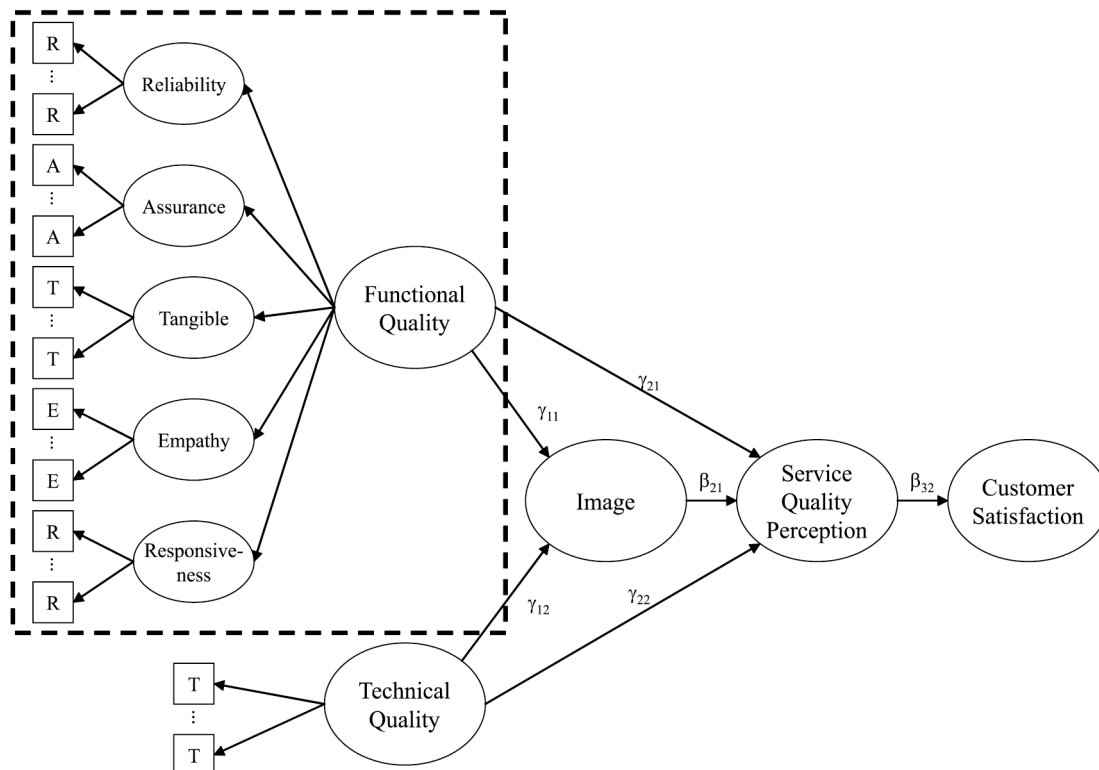 R
⋮
R
Reliability
A
⋮
A
Assurance
T
⋮
T
Tangible
E
⋮
E
Empathy
R
⋮
R
Responsive-
ness
Functional
Quality
γ21
γ11
Image
β21
Service
Quality
Perception
β32
Customer
Satisfaction
γ12
γ22
T
⋮
T
Technical
Quality